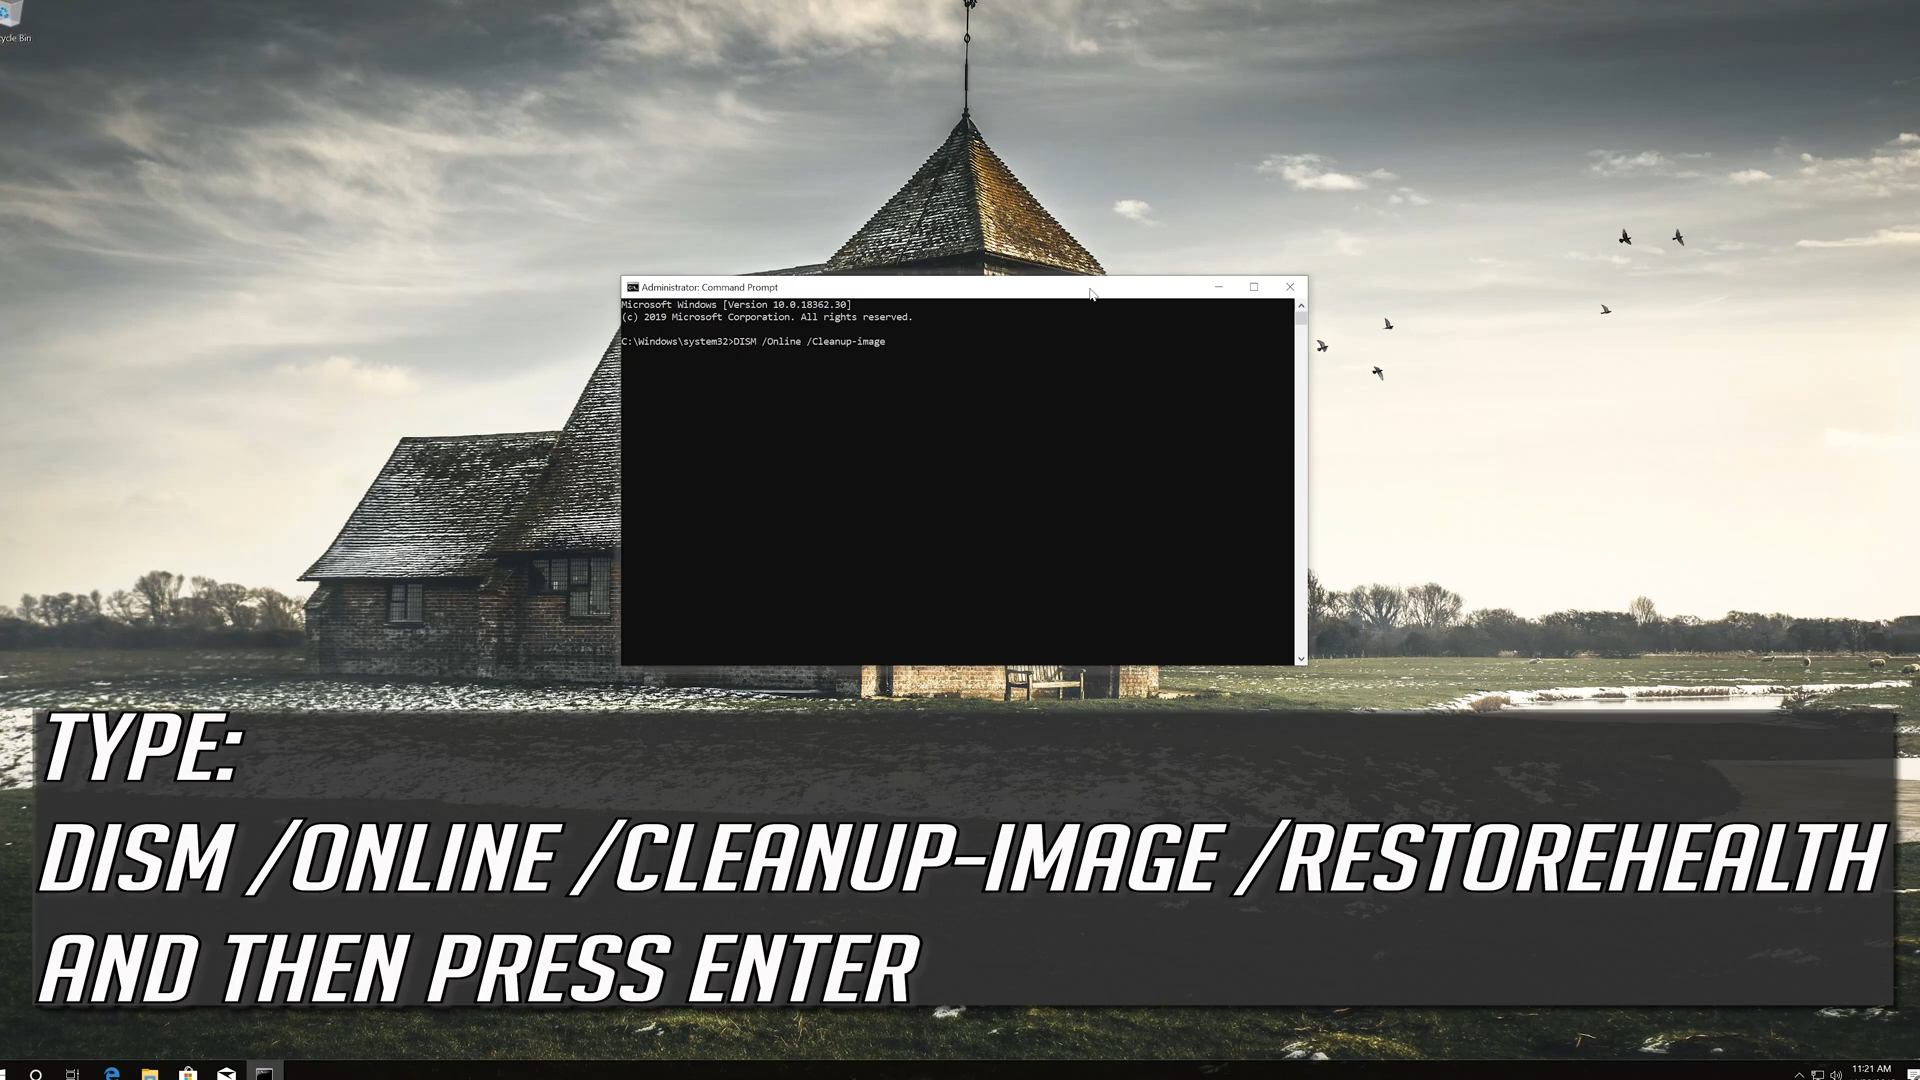 ycle Bin
Administrator: Command Prompt
Microsoft Windows [Version 10.0.18362.30]
(c) 2019 Microsoft Corporation. All rights reserved.
C:\Windows\system32>DISM /Online /Cleanup-image
TYPE:
DISM /ONLINE /CLEANUP-IMAGE /RESTOREHEALTH
AND THEN PRESS ENTER
11:21 AM